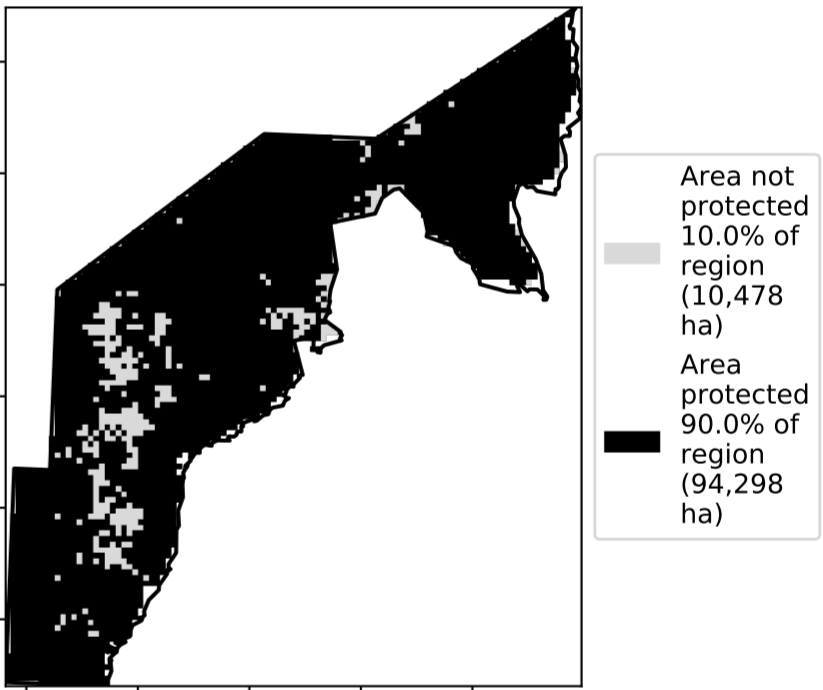 Area not
protected
10.0% of
region
(10,478
ha)
Area
protected
90.0% of
region
(94,298
ha)